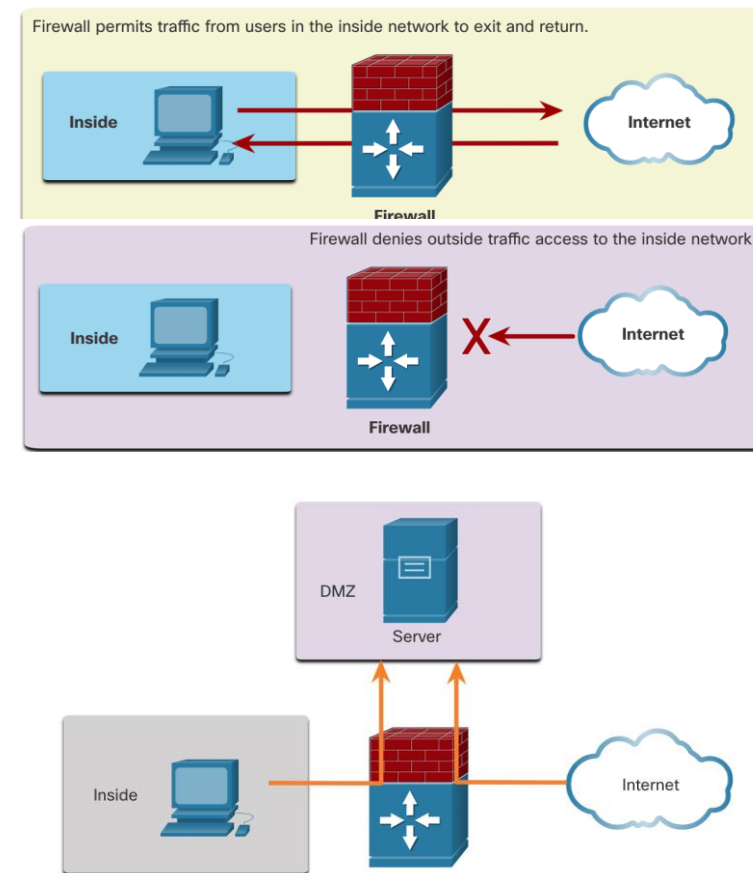 Firewall permits traffic from users in the inside network to exit and return.
Inside
Internet
Firewall
Firewall denies outside traffic access to the inside network
Inside
Internet
Firewall
DMZ
Server
Inside
Internet